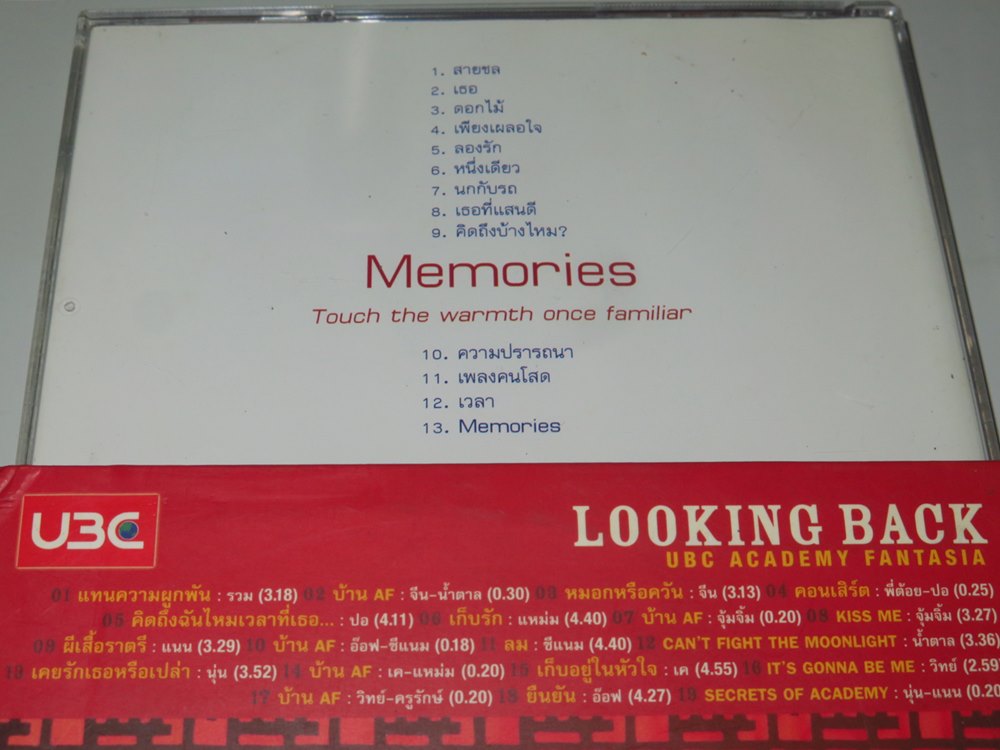 1. สายชล
2. เธอ
3. ดอกไม้
4. เพียงเผลอใจ
5. ลองรัก
6. หนึ่งเดียว
7. นกกับรถ
8. เธอที่แสนดี
9. คิดถึงบ้างไหม?
Memories
Touch the warmth once familiar
10. ความปรารถนา
11. เพลงคนโสด
12. เวลา
13. Memories
UBC
LOOKING BACK
UBC ACADEMY FANTASIA
01 แทนความผูกพัน : รวม (3.18) 02 บ้าน AF : จีน-น้ำตาล (0.30) 03 หมอกหรือควัน : จีน (3.13) 04 คอนเสิร์ต : พี่ต้อย-ปอ (0.25)
05 คิดถึงฉันไหมเวลาที่เธอ... : ปอ (4.11) 06 เก็บรัก : แหม่ม (4.40) 07 บ้าน AF : จุ้มจิ้ม (0.20) 08 KISS ME : จุ้มจิ้ม (3.27)
09 ผีเสื้อราตรี : แนน (3.29) 10 บ้าน AF : อ๊อฟ-ซีแนม (0.18) 11 ลม : ซีแนม (4.40) 12 CAN'T FIGHT THE MOONLIGHT : น้ำตาล (3.36)
13 เคยรักเธอหรือเปล่า : นุ่น (3.52) 14 บ้าน AF : เค-แหม่ม (0.20) 15 เก็บอยู่ในหัวใจ : เค (4.55) 16 IT'S GONNA BE ME : วิทย์ (2.59
17 บ้าน AF : วิทย์-ครูรักษ์ (0.20) 18 ยืนยัน : อ๊อฟ (4.27) 19 SECRETS OF ACADEMY : นุ่น-แนน (0.20